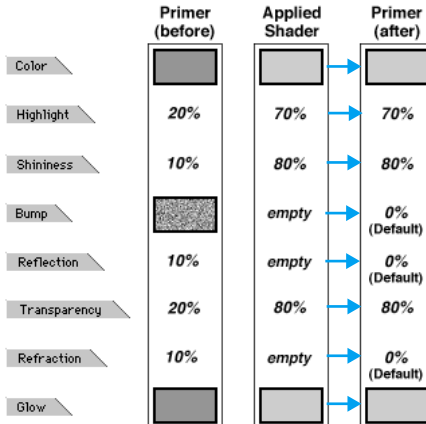 Primer (before) Applied Shader Primer (after)
Color
Highlight 20% 70% 70%
Shininess 10% 80% 80%
Bump empty 0% (Default)
Reflection 10% empty 0% (Default)
Transparency 20% 80% 80%
Refraction 10% empty 0% (Default)
Glow